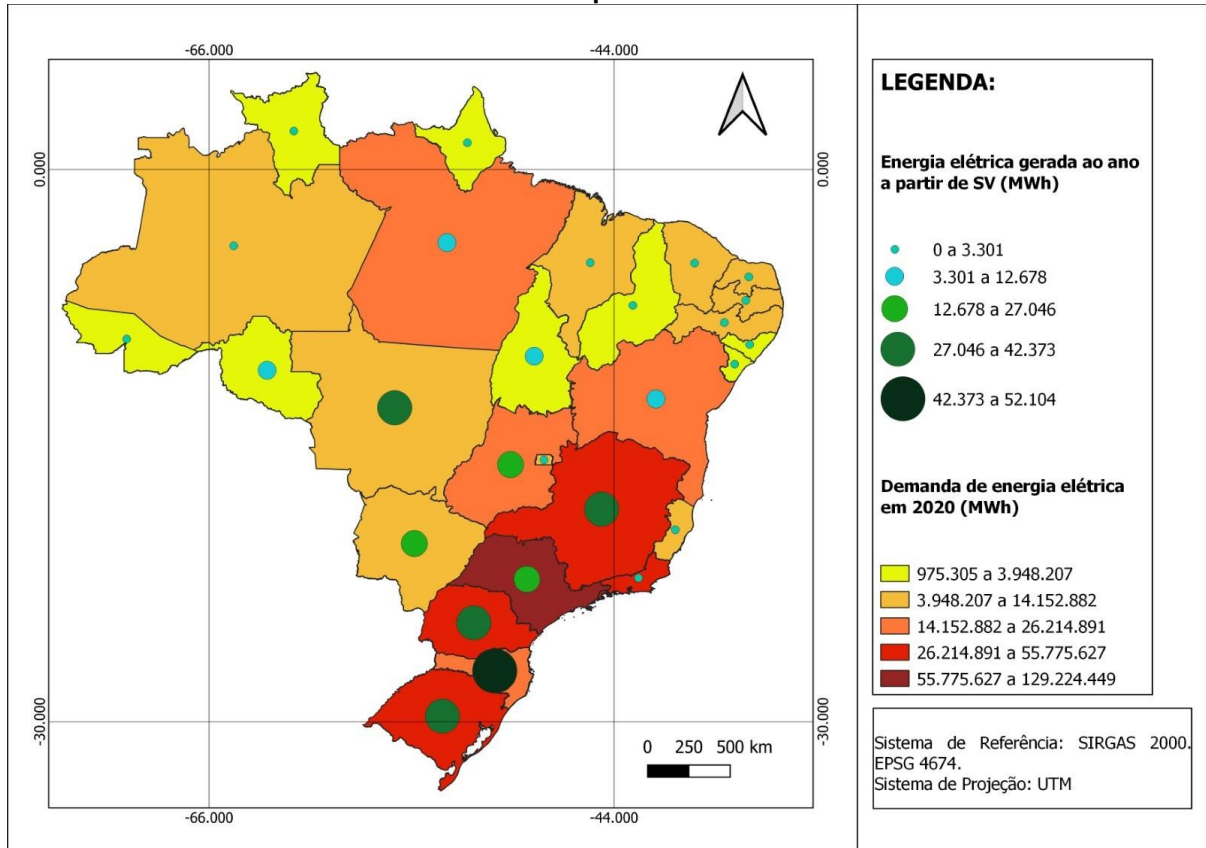 -66.000
-44.000
0.000
0.000
-30.000
-30.000
0 250 500 km
-66.000
-44.000
LEGENDA:
Energia elétrica gerada ao ano
a partir de SV (MWh)
0 a 3.301
3.301 a 12.678
12.678 a 27.046
27.046 a 42.373
42.373 a 52.104
Demanda de energia elétrica
em 2020 (MWh)
975.305 a 3.948.207
3.948.207 a 14.152.882
14.152.882 a 26.214.891
26.214.891 a 55.775.627
55.775.627 a 129.224.449
Sistema de Referência: SIRGAS 2000.
EPSG 4674.
Sistema de Projeção: UTM